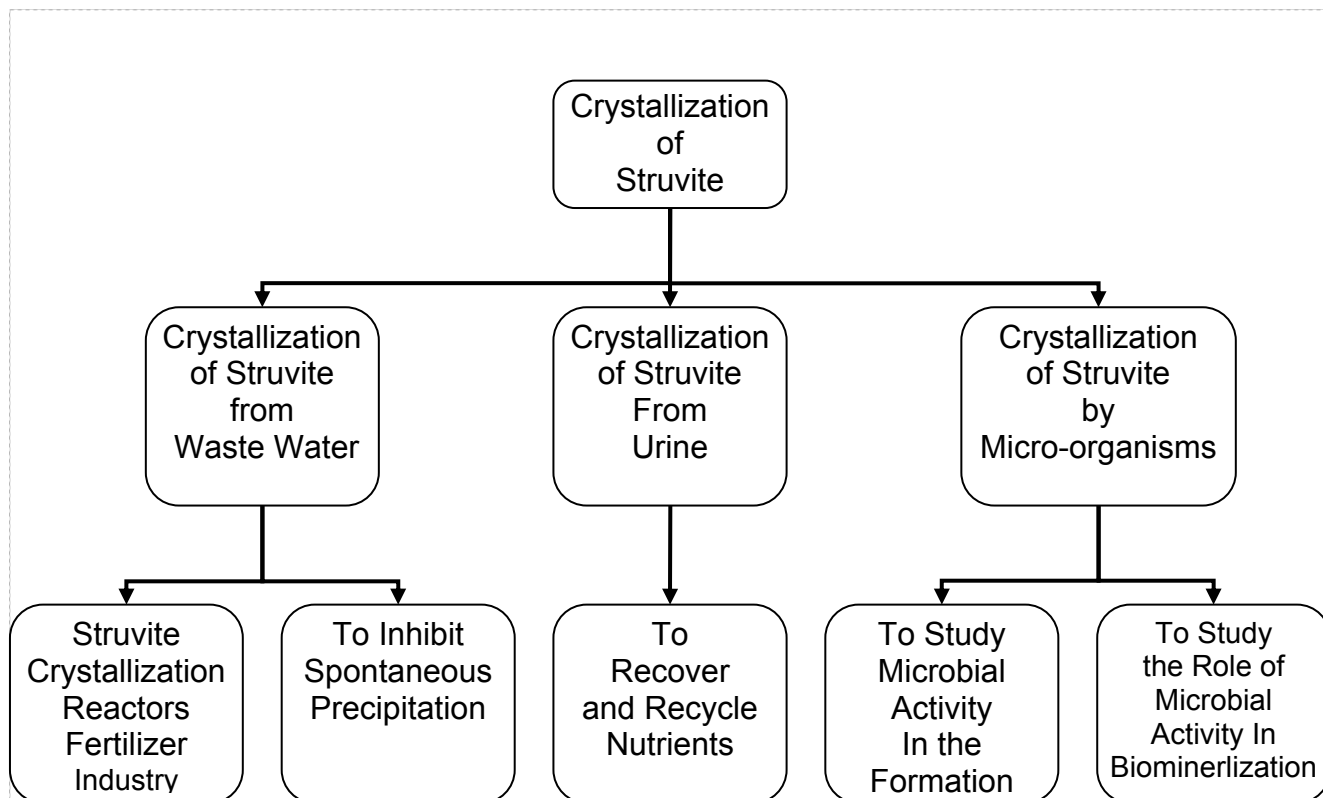 Crystallization
of
Struvite
Crystallization
of Struvite
from
Waste Water
Crystallization
of Struvite
From
Urine
Crystallization
of Struvite
by
Micro-organisms
Struvite
Crystallization
Reactors
Fertilizer
Industry
To Inhibit
Spontaneous
Precipitation
To
Recover
and Recycle
Nutrients
To Study
Microbial
Activity
In the
Formation
To Study
the Role of
Microbial
Activity In
Biominerlization